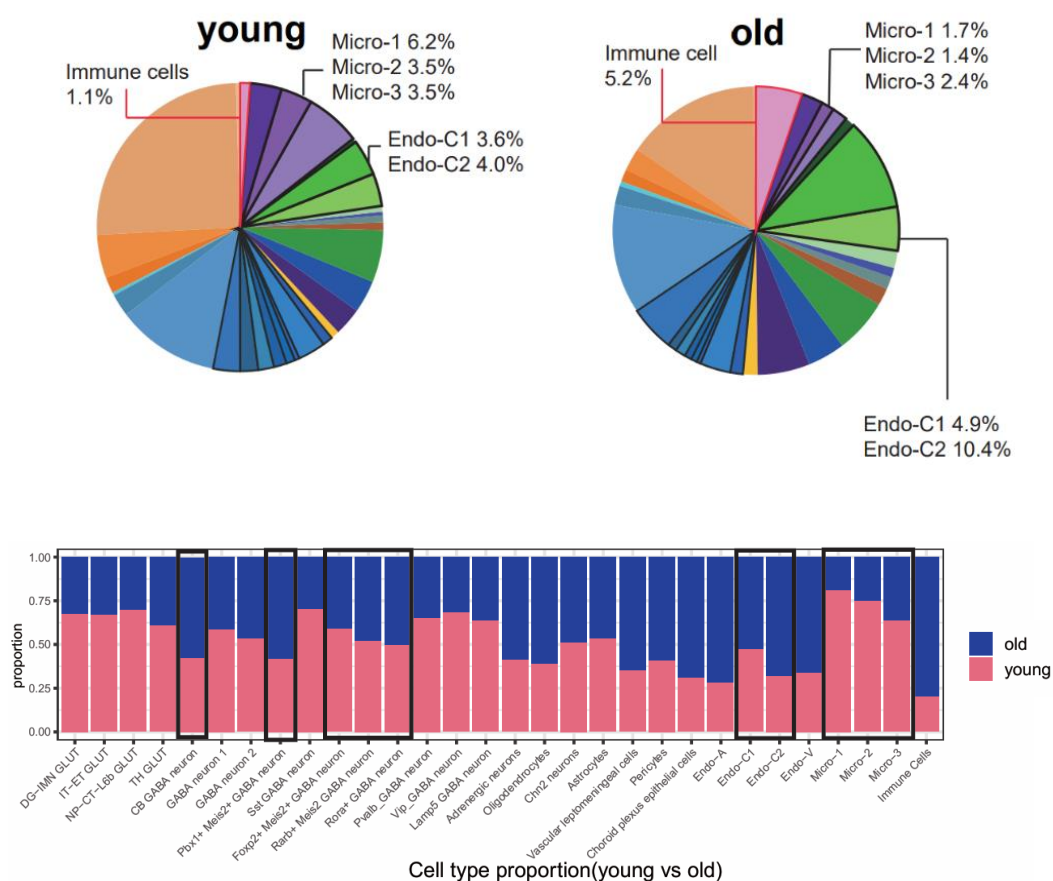 young
Immune cells
1.1%
Micro-1 6.2%
Micro-2 3.5%
Micro-3 3.5%
Endo-C1 3.6%
Endo-C2 4.0%
old
Immune cell
5.2%
Micro-1 1.7%
Micro-2 1.4%
Micro-3 2.4%
Endo-C1 4.9%
Endo-C2 10.4%
proportion
1.00
0.75
0.50
0.25
0.00
DG-IMN GLUT
IT-ET GLUT
NP-CT-L6b GLUT
TH GLUT
CB GABA neuron
GABA neuron 1
GABA neuron 2
Pbx1+ Meis2+ GABA neuron
Sst GABA neuron
Foxp2+ Meis2+ GABA neuron
Rarb+ Meis2 GABA neuron
Rora+ GABA neuron
Pvalb_GABA neuron
Vip_GABA neuron
Lamp5 GABA neuron
Adrenergic neurons
Oligodendrocytes
Chn2 neurons
Astrocytes
Vascular leptomeningeal cells
Pericytes
Choroid plexus epithelial cells
Endo-A
Endo-C1
Endo-C2
Endo-V
Micro-1
Micro-2
Micro-3
Immune Cells
Cell type proportion(young vs old)
old
young